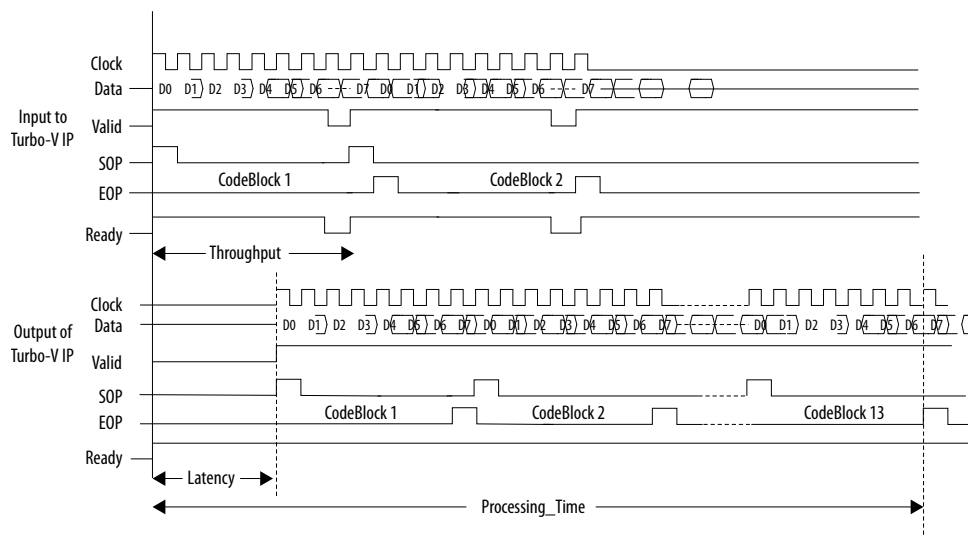 Clock
Data D0 D1 D2 D3 D4 D5 D6 D7 D0 D1 D2 D3 D4 D5 D6 D7
Input to
Turbo-V IP
Valid
SOP
CodeBlock 1 CodeBlock 2
EOP
Ready
Throughput
Clock
Data D0 D1 D2 D3 D4 D5 D6 D7 D0 D1 D2 D3 D4 D5 D6 D7 D0 D1 D2 D3 D4 D5 D6 D7
Output of
Turbo-V IP
Valid
SOP
CodeBlock 1 CodeBlock 2 CodeBlock 13
EOP
Ready
Latency
Processing_Time